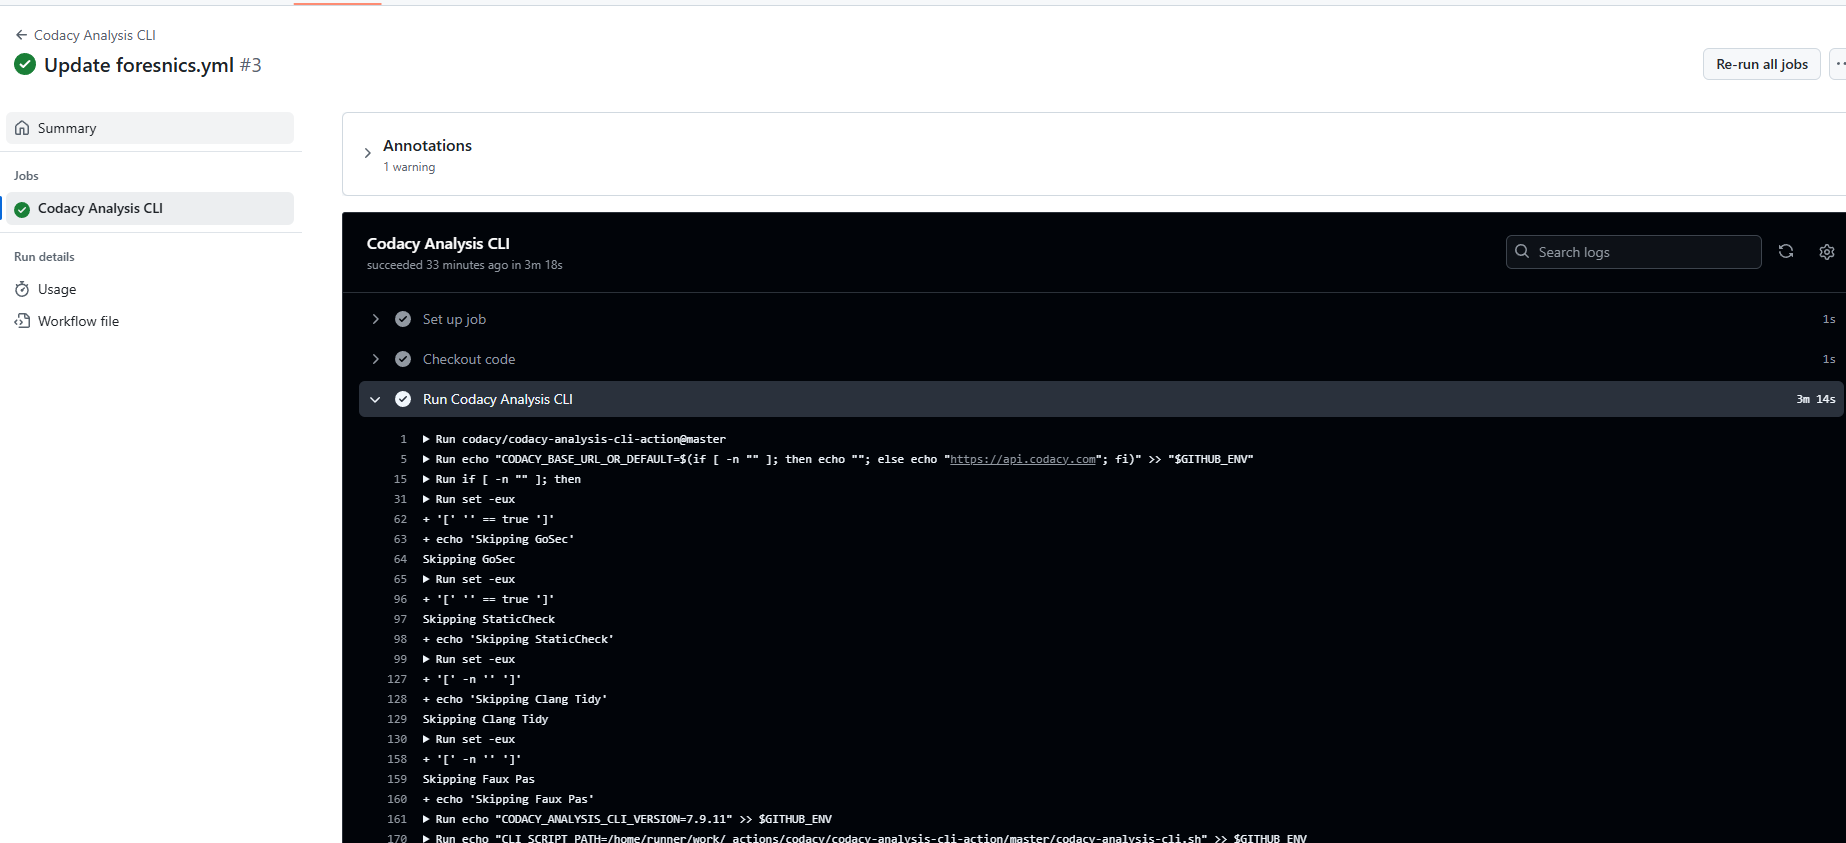 Codacy Analysis CLI
Update foresnics.yml #3
Re-run all jobs
Summary
Jobs
Codacy Analysis CLI
Run details
Usage
Workflow file
Annotations
1 warning
Codacy Analysis CLI
succeeded 33 minutes ago in 3m 18s
Search logs
Set up job 1s
Checkout code 1s
Run Codacy Analysis CLI 3m 14s
1 Run codacy/codacy-analysis-cli-action@master
5 Run echo "CODACY_BASE_URL_OR_DEFAULT=$(if [ -n "" ]; then echo ""; else echo "https://api.codacy.com"; fi)" >> "$GITHUB_ENV"
15 Run if [ -n "" ]; then
31 Run set -eux
62 + '[' '' == true ']'
63 + echo 'Skipping GoSec'
64 Skipping GoSec
65 Run set -eux
96 + '[' '' == true ']'
97 Skipping StaticCheck
98 + echo 'Skipping StaticCheck'
99 Run set -eux
127 + '[' -n '' ']'
128 + echo 'Skipping Clang Tidy'
129 Skipping Clang Tidy
130 Run set -eux
158 + '[' -n '' ']'
159 Skipping Faux Pas
160 + echo 'Skipping Faux Pas'
161 Run echo "CODACY_ANALYSIS_CLI_VERSION=7.9.11" >> $GITHUB_ENV
170 Run echo "CLI_SCRIPT_PATH=/home/runner/work/_actions/codacy/codacy-analysis-cli-action/master/codacy-analysis-cli.sh" >> $GITHUB_ENV